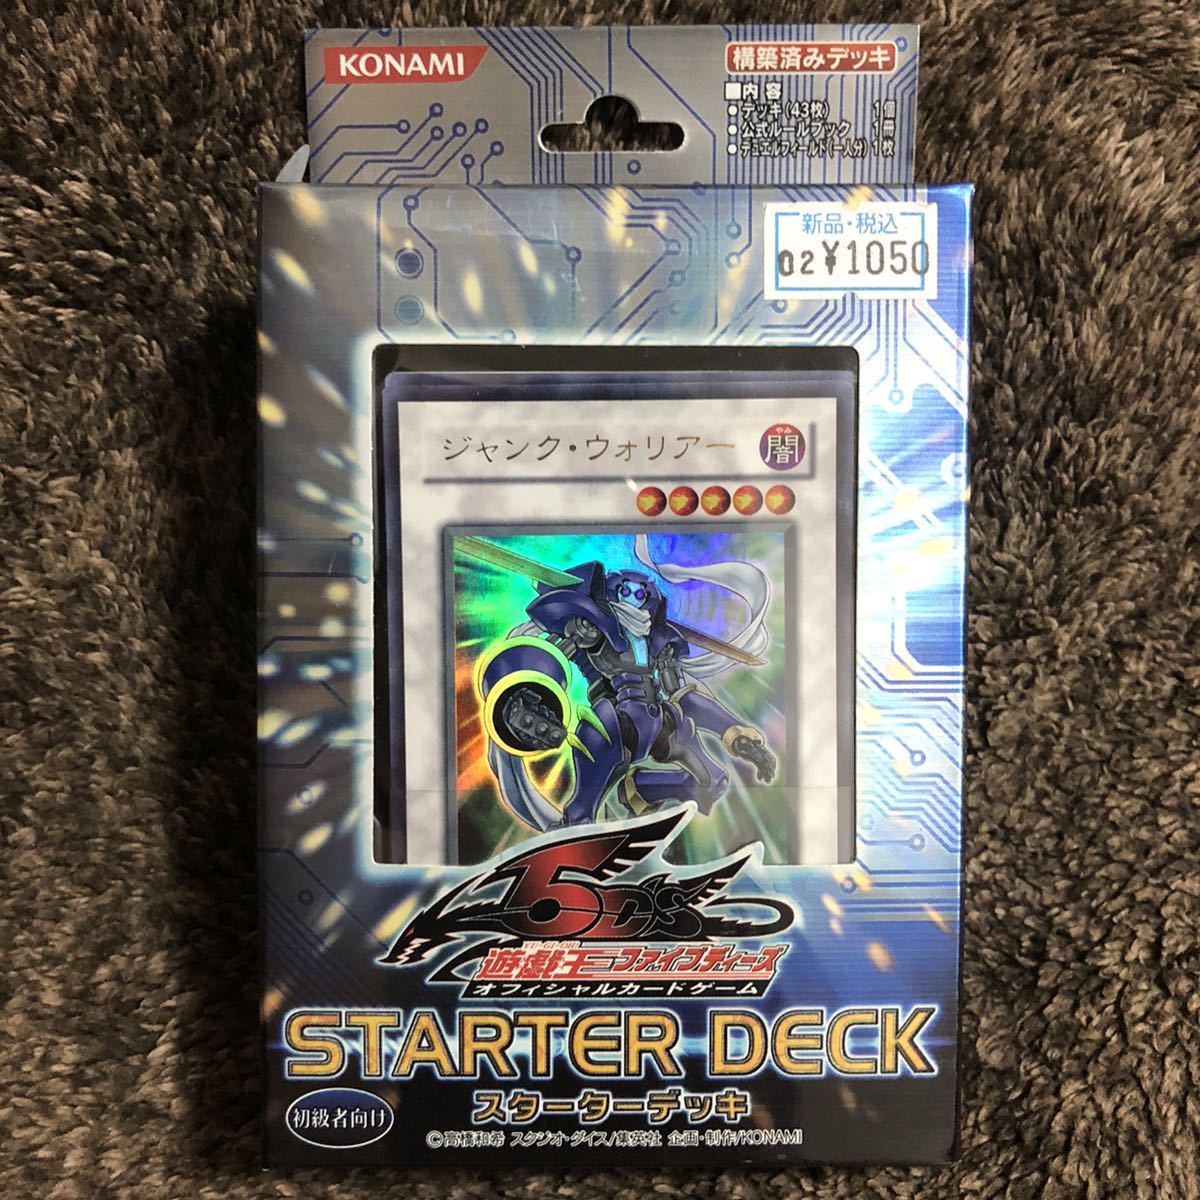 KONAMI
構築済みデッキ
■内 容
●デッキ(43枚) 1個
●公式ルールブック 1冊
●デュエルフィールド(一人分) 1枚
新品・税込
02¥1050
ジャンク・ウォリアー
やみ
闇
5D's
YU-GI-OH!
遊戯王ファイブディーズ
オフィシャルカードゲーム
STARTER DECK
スターターデッキ
初級者向け
©高橋和希 スタジオ・ダイス/集英社 企画・制作/KONAMI